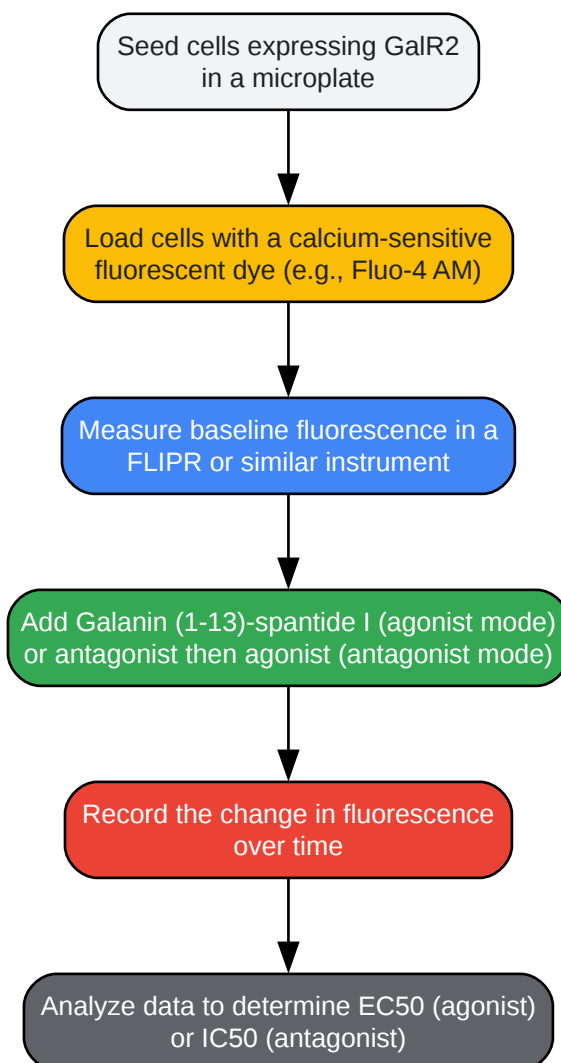 Seed cells expressing GalR2
in a microplate
Load cells with a calcium-sensitive
fluorescent dye (e.g., Fluo-4 AM)
Measure baseline fluorescence in a
FLIPR or similar instrument
Add Galanin (1-13)-spantide I (agonist mode)
or antagonist then agonist (antagonist mode)
Record the change in fluorescence
over time
Analyze data to determine EC50 (agonist)
or IC50 (antagonist)